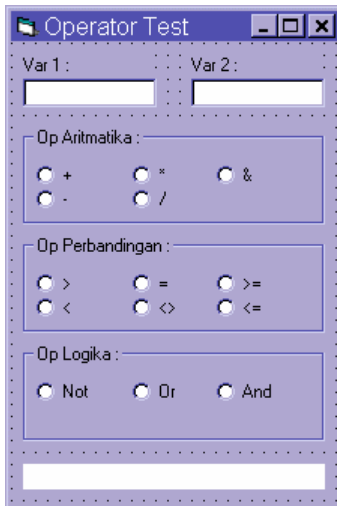 Operator Test
Var 1 : Var 2 :
Op Aritmatika :
+ * &
- /
Op Perbandingan :
> = >=
< <> <=
Op Logika :
Not Or And